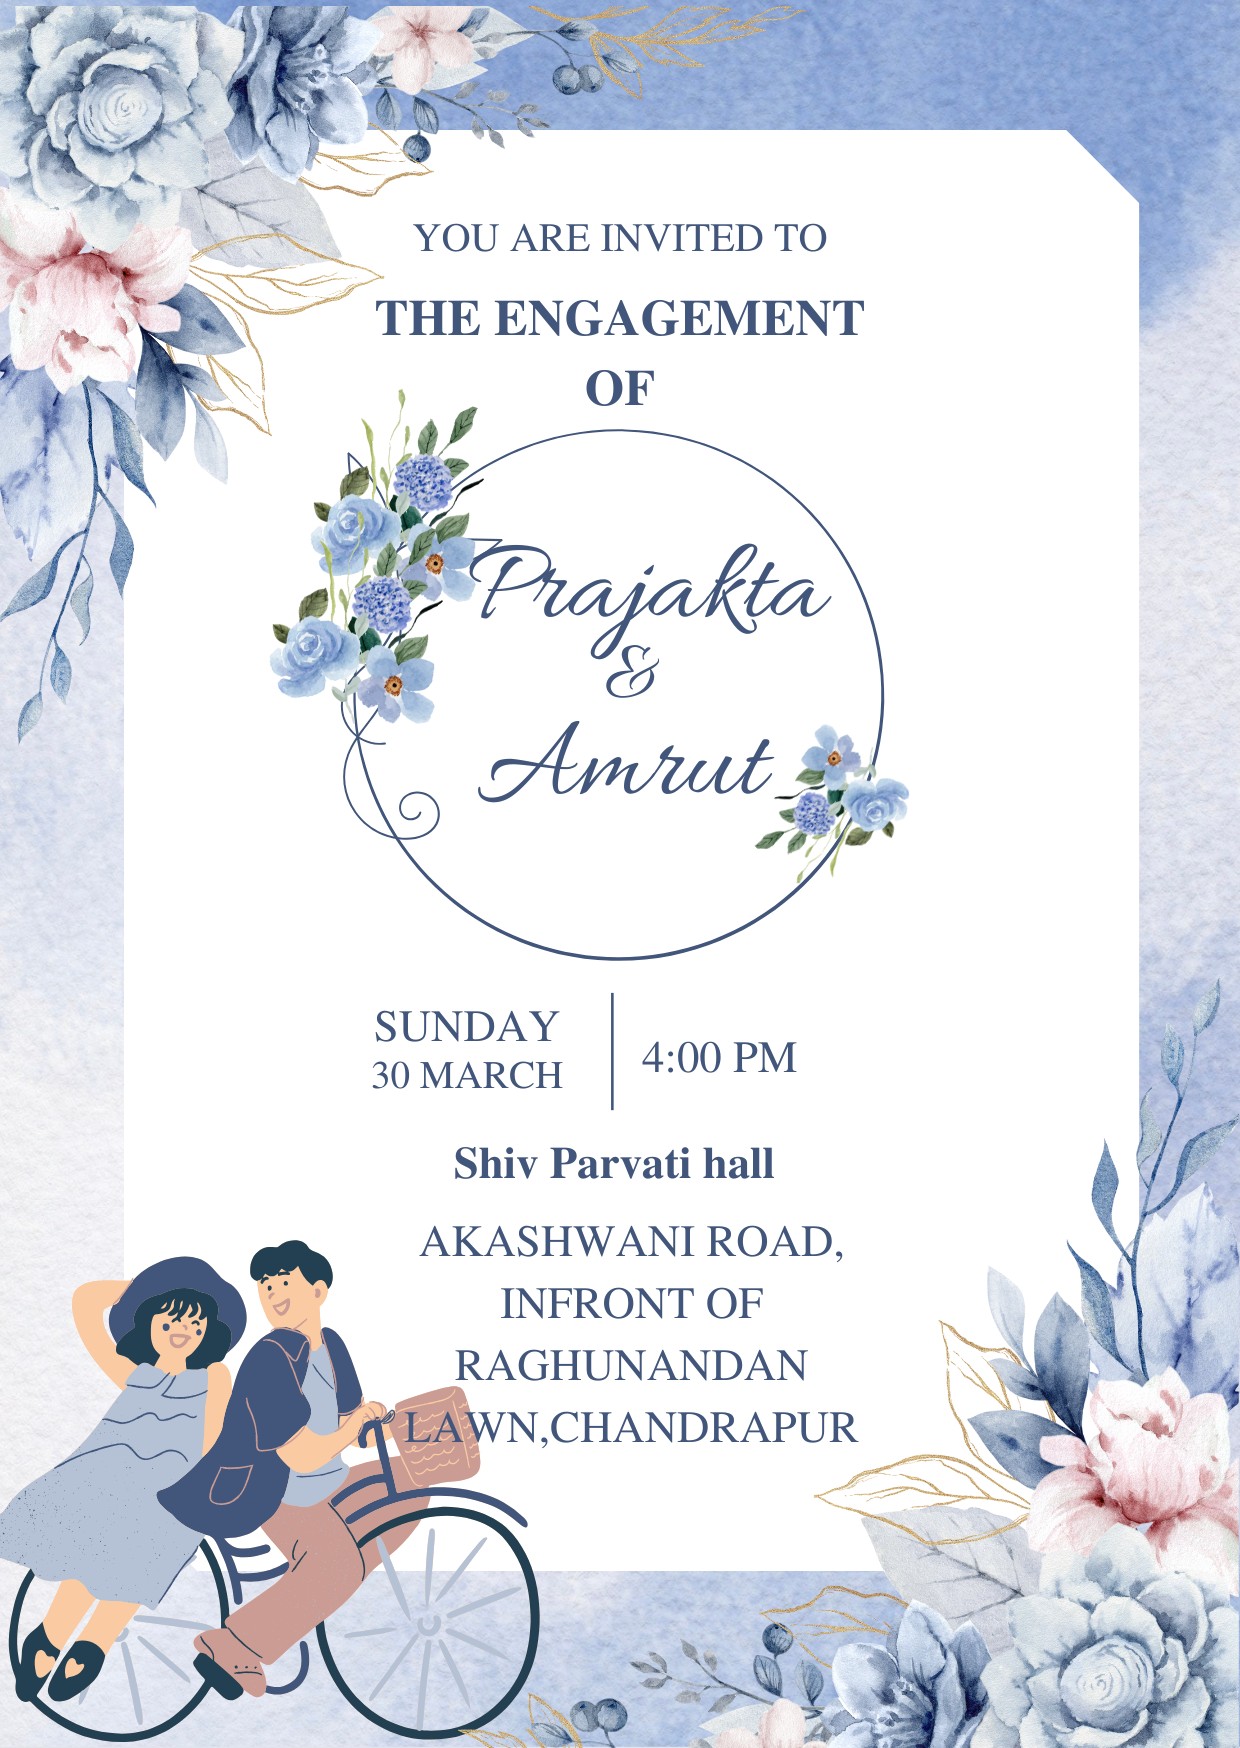 YOU ARE INVITED TO
THE ENGAGEMENT
OF
Prajakta
&
Amrut
SUNDAY
30 MARCH
4:00 PM
Shiv Parvati hall
AKASHWANI ROAD,
INFRONT OF
RAGHUNANDAN
LAWN,CHANDRAPUR